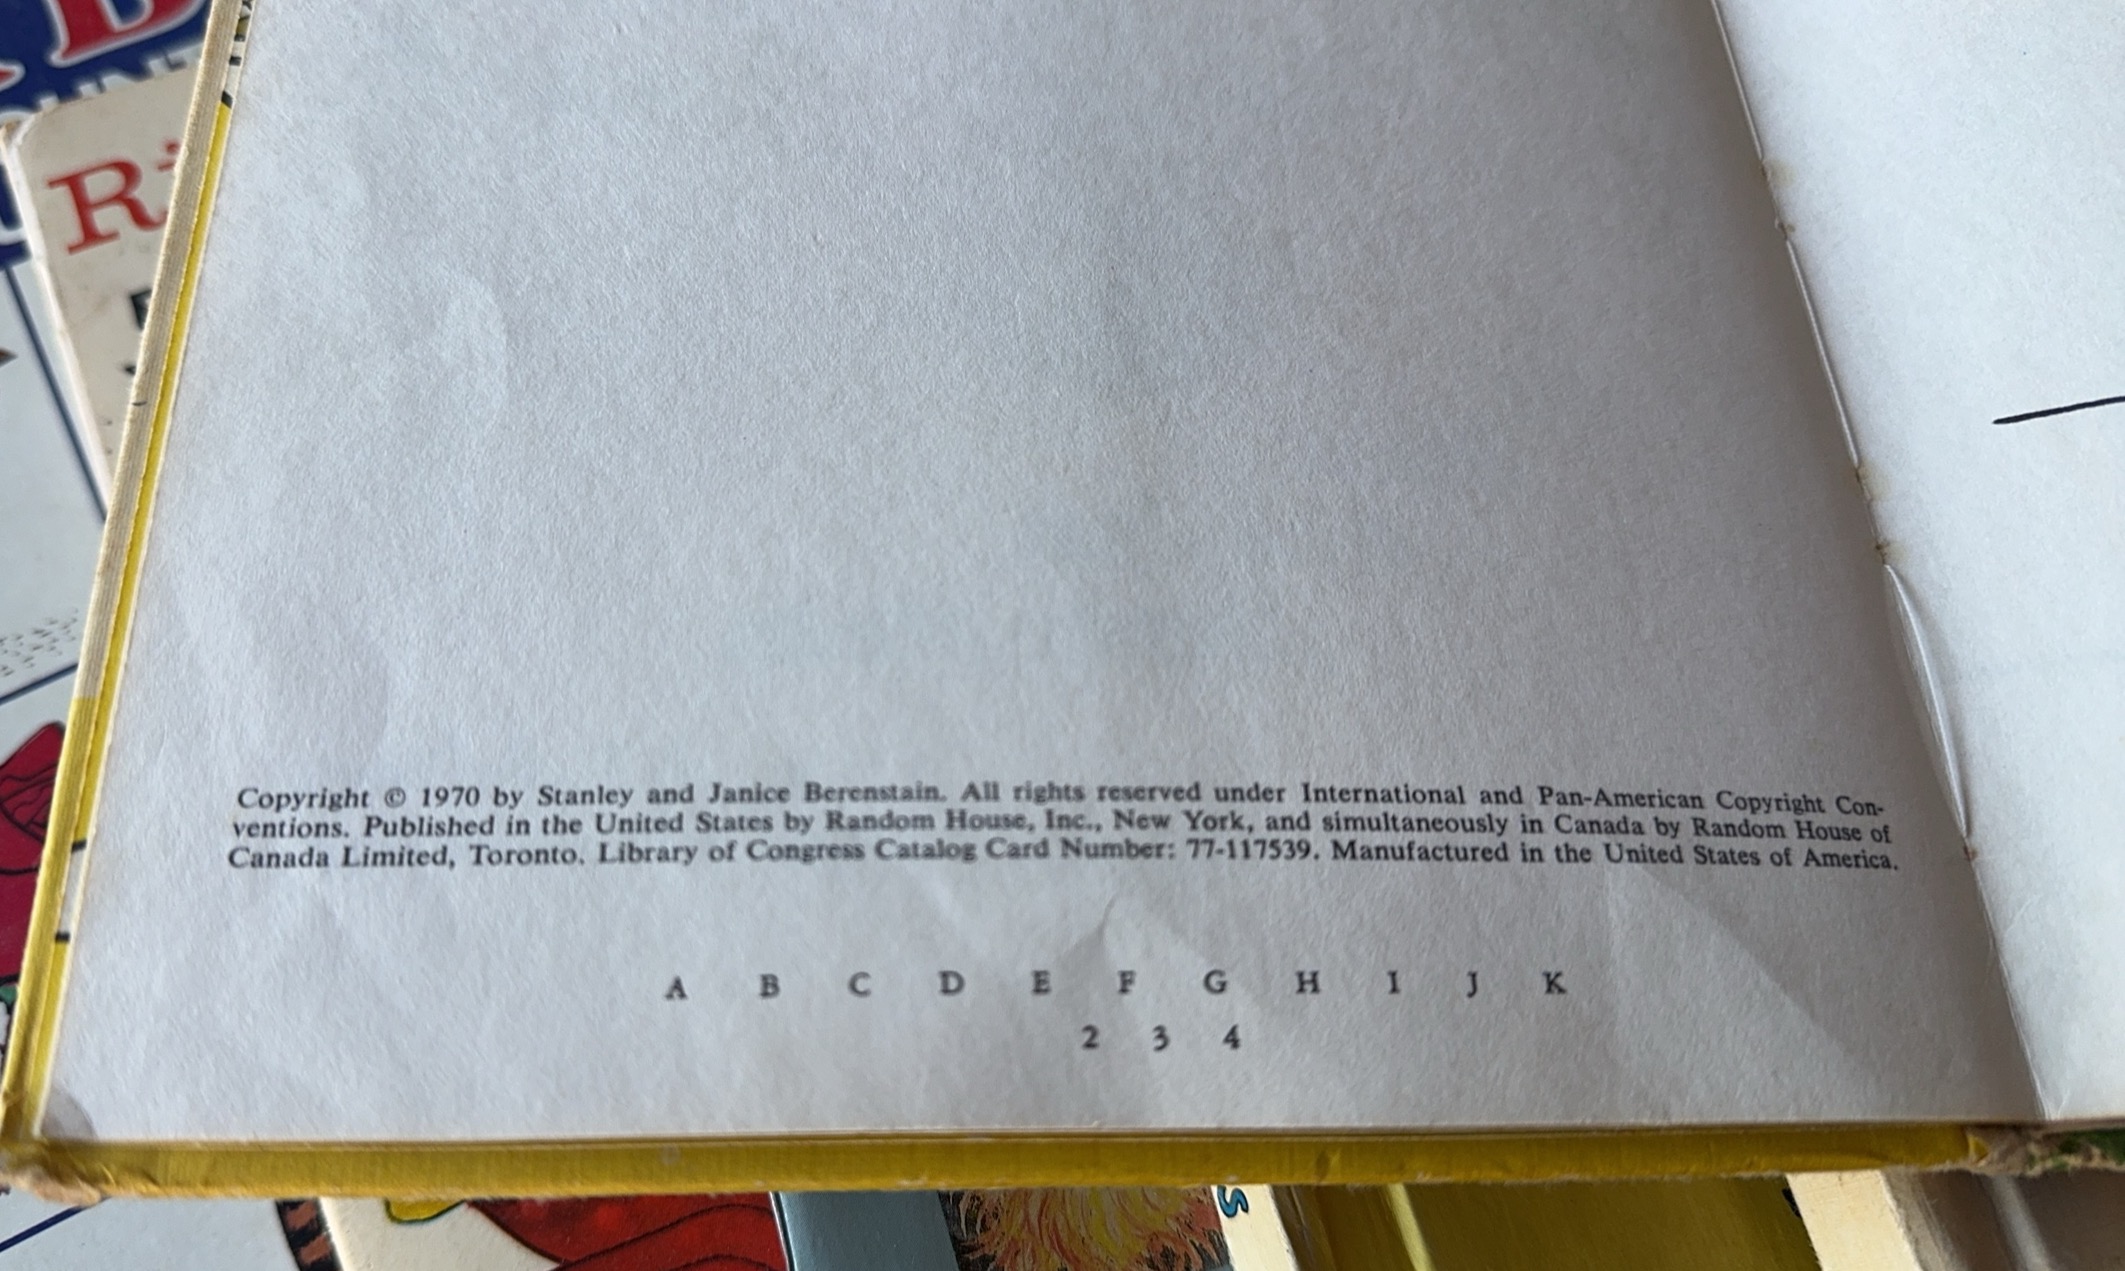 R
Copyright © 1970 by Stanley and Janice Berenstain. All rights reserved under International and Pan-American Copyright Con-
ventions. Published in the United States by Random House, Inc., New York, and simultaneously in Canada by Random House of
Canada Limited, Toronto. Library of Congress Catalog Card Number: 77-117539. Manufactured in the United States of America.
A B C D E F G H I J K
2 3 4
S